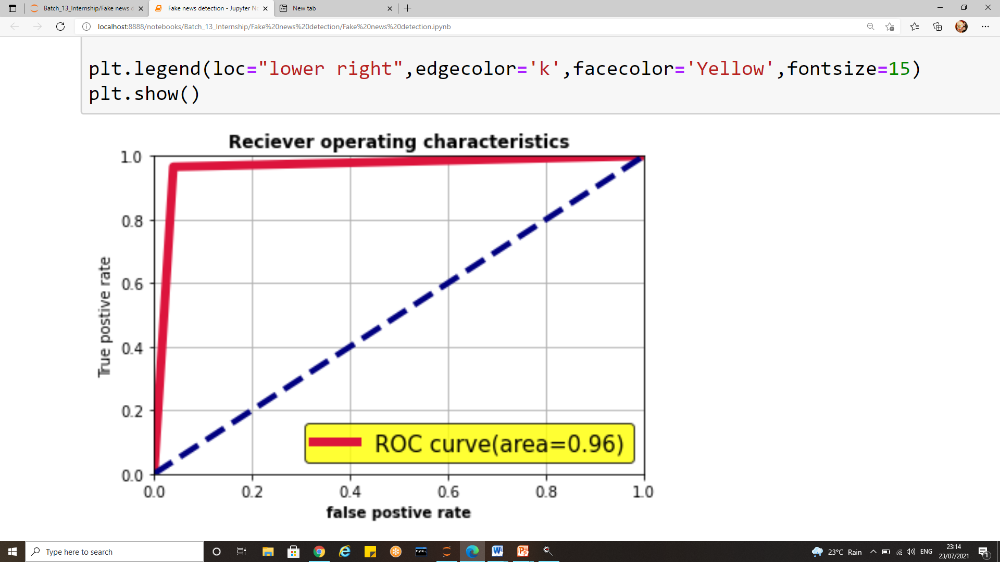 Batch_13_Internship/Fake news d
Fake news detection - Jupyter No
New tab
localhost:8888/notebooks/Batch_13_Internship/Fake%20news%20detection/Fake%20news%20detection.ipynb
plt.legend(loc="lower right",edgecolor='k',facecolor='Yellow',fontsize=15)
plt.show()
Reciever operating characteristics
1.0
0.8
0.6
0.4
0.2
0.0
True postive rate
ROC curve(area=0.96)
0.0 0.2 0.4 0.6 0.8 1.0
false postive rate
Type here to search
MySQL
23°C Rain
ENG
23:14
23/07/2021
1